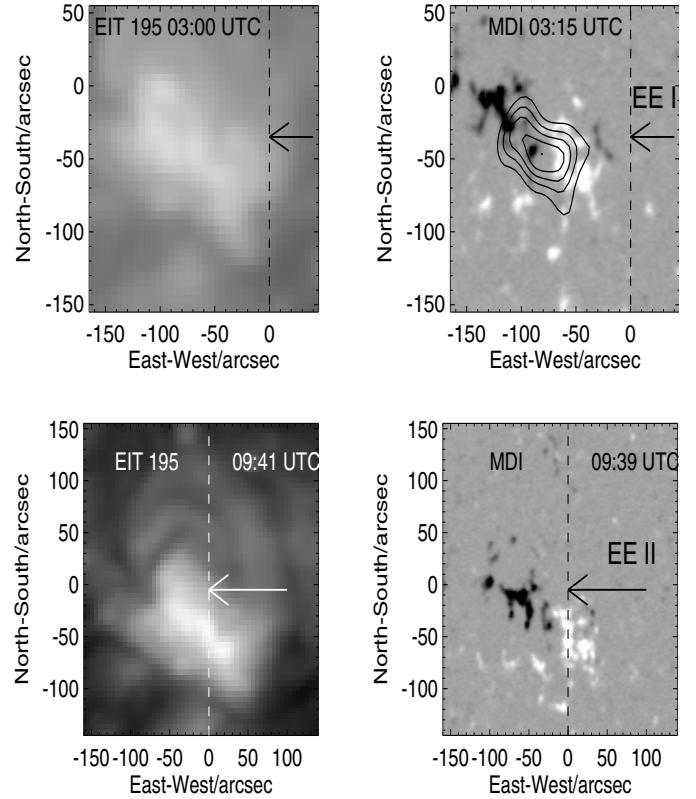 EIT 195 03:00 UTC
North-South/arcsec
50
0
-50
-100
-150
-150 -100 -50 0
East-West/arcsec
MDI 03:15 UTC
EE I
North-South/arcsec
50
0
-50
-100
-150
-150 -100 -50 0
East-West/arcsec
EIT 195 09:41 UTC
North-South/arcsec
150
100
50
0
-50
-100
-150 -100 -50 0 50 100
East-West/arcsec
MDI 09:39 UTC
EE II
North-South/arcsec
150
100
50
0
-50
-100
-150 -100 -50 0 50 100
East-West/arcsec